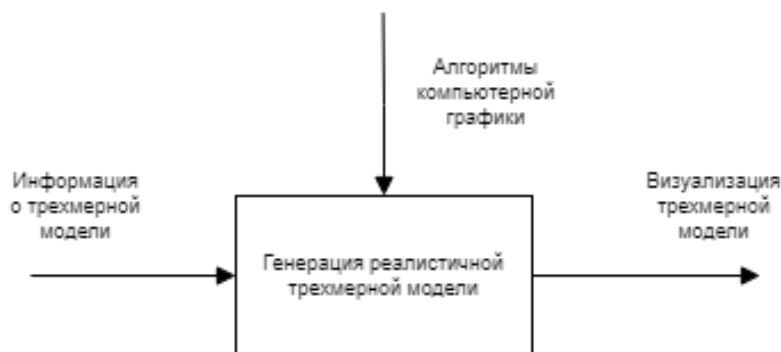 Алгоритмы
компьютерной
графики
Информация
о трехмерной
модели
Визуализация
трехмерной
модели
Генерация реалистичной
трехмерной модели